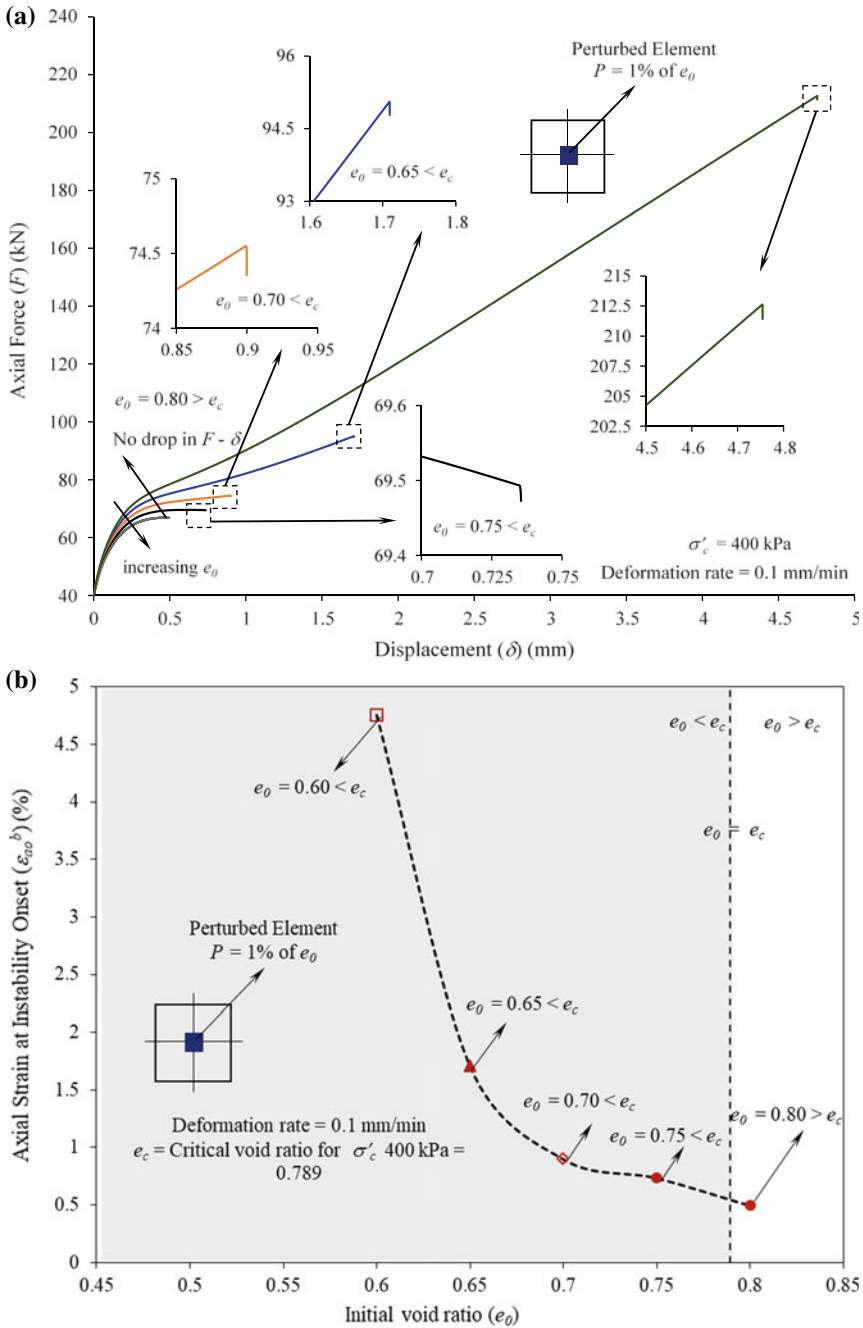 (a)
240
220
200
180
160
140
120
100
80
60
40
Axial Force (F) (kN)
0
0.5
1
1.5
2
2.5
3
3.5
4
4.5
5
Displacement (δ) (mm)
96
94.5
93
1.6
1.7
1.8
e0 = 0.65 < ec
Perturbed Element
P = 1% of e0
75
74.5
74
0.85
0.9
0.95
e0 = 0.70 < ec
215
212.5
210
207.5
205
202.5
4.5
4.6
4.7
4.8
e0 = 0.80 > ec
No drop in F - δ
increasing e0
69.6
69.5
69.4
0.7
0.725
0.75
e0 = 0.75 < ec
σ′c = 400 kPa
Deformation rate = 0.1 mm/min
(b)
5
4.5
4
3.5
3
2.5
2
1.5
1
0.5
0
Axial Strain at Instability Onset (εao^b) (%)
0.45
0.5
0.55
0.6
0.65
0.7
0.75
0.8
0.85
Initial void ratio (e0)
e0 < ec
e0 > ec
e0 = ec
e0 = 0.60 < ec
Perturbed Element
P = 1% of e0
e0 = 0.65 < ec
e0 = 0.70 < ec
e0 = 0.75 < ec
e0 = 0.80 > ec
Deformation rate = 0.1 mm/min
ec = Critical void ratio for σ′c 400 kPa =
0.789